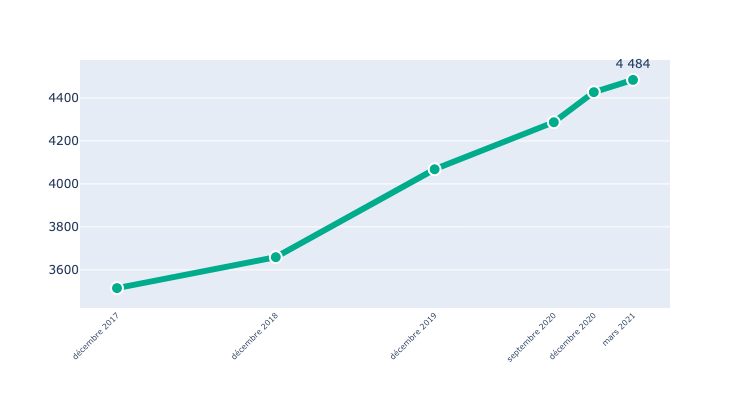 4 484
4400
4200
4000
3800
3600
décembre 2017
décembre 2018
décembre 2019
septembre 2020
décembre 2020
mars 2021